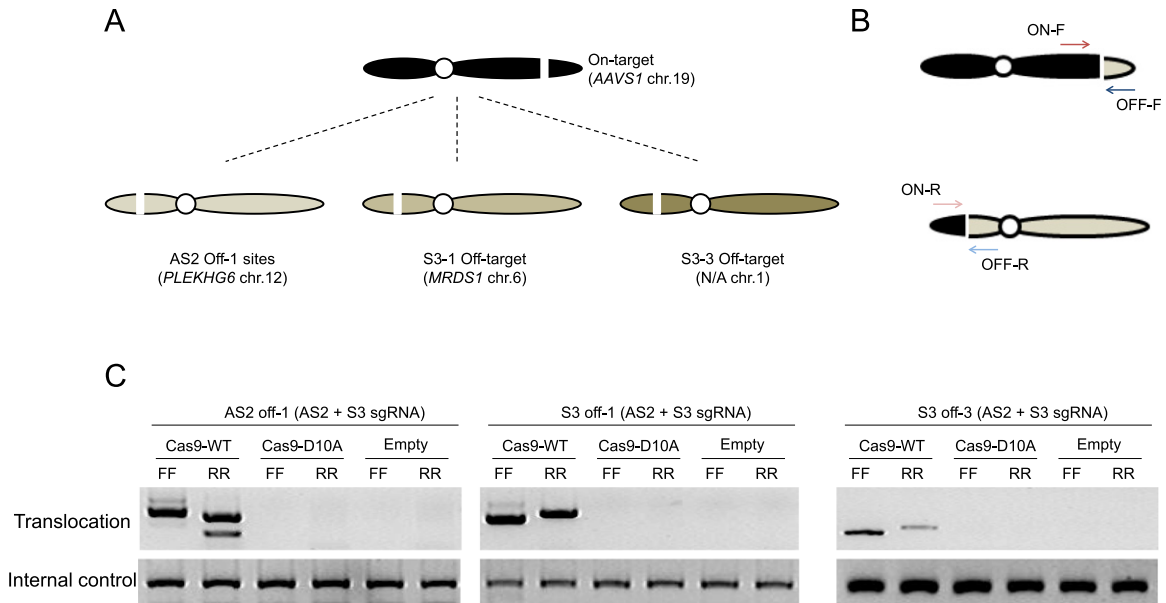 A
On-target
(AAVS1 chr.19)
AS2 Off-1 sites
(PLEKHG6 chr.12)
S3-1 Off-target
(MRDS1 chr.6)
S3-3 Off-target
(N/A chr.1)
B
ON-F
OFF-F
ON-R
OFF-R
C
AS2 off-1 (AS2 + S3 sgRNA)
S3 off-1 (AS2 + S3 sgRNA)
S3 off-3 (AS2 + S3 sgRNA)
Cas9-WT Cas9-D10A Empty
Cas9-WT Cas9-D10A Empty
Cas9-WT Cas9-D10A Empty
FF RR FF RR FF RR
FF RR FF RR FF RR
FF RR FF RR FF RR
Translocation
Internal control